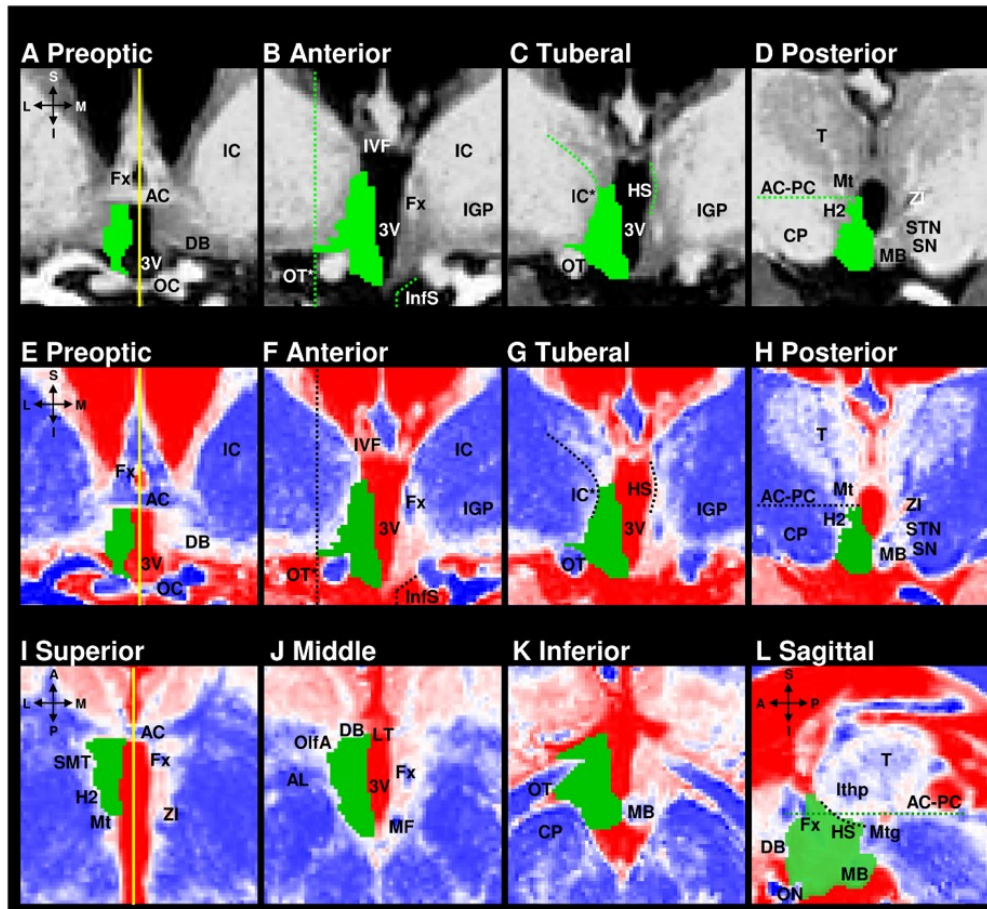 A Preoptic
S
L M
I
IC
Fx
AC
DB
3V
OC
B Anterior
IVF
IC
Fx
IGP
3V
OT*
InfS
C Tuberal
HS
IC*
IGP
3V
OT
D Posterior
T
Mt
AC-PC
ZI
H2
STN
CP
SN
MB
E Preoptic
S
L M
I
IC
Fx
AC
DB
3V
OC
F Anterior
IVF
IC
Fx
IGP
3V
OT*
InfS
G Tuberal
HS
IC*
IGP
3V
OT
H Posterior
T
Mt
AC-PC
ZI
H2
STN
CP
SN
MB
I Superior
A
L M
P
AC
SMT
Fx
H2
ZI
Mt
J Middle
DB LT
OlfA
AL
Fx
3V
MF
K Inferior
OT
MB
CP
L Sagittal
S
A P
I
T
Ithp
AC-PC
Fx
HS
Mtg
DB
MB
ON